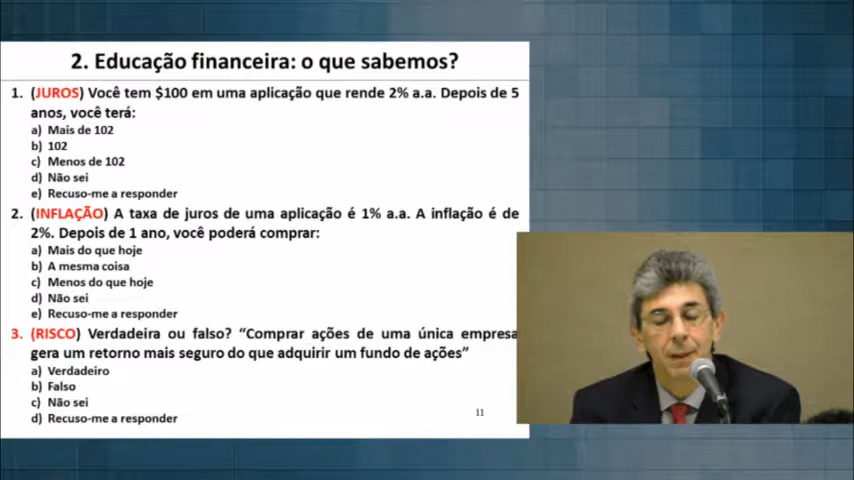 2. Educação financeira: o que sabemos?
1. (JUROS) Você tem $100 em uma aplicação que rende 2% a.a. Depois de 5
anos, você terá:
a) Mais de 102
b) 102
c) Menos de 102
d) Não sei
e) Recuso-me a responder
2. (INFLAÇÃO) A taxa de juros de uma aplicação é 1% a.a. A inflação é de
2%. Depois de 1 ano, você poderá comprar:
a) Mais do que hoje
b) A mesma coisa
c) Menos do que hoje
d) Não sei
e) Recuso-me a responder
3. (RISCO) Verdadeira ou falso? “Comprar ações de uma única empresa
gera um retorno mais seguro do que adquirir um fundo de ações”
a) Verdadeiro
b) Falso
c) Não sei
d) Recuso-me a responder
11